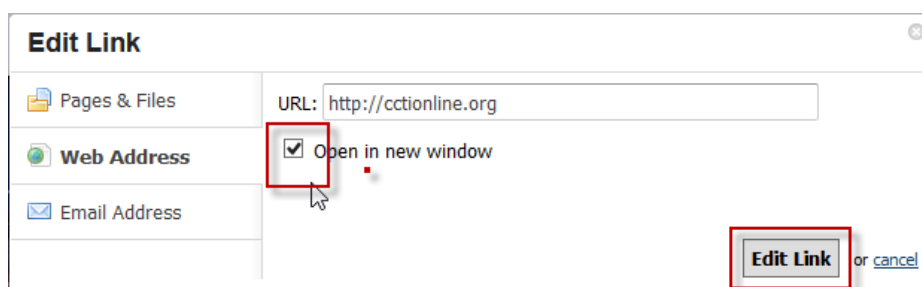 Edit Link
Pages & Files
URL: http://cctionline.org
Web Address
Open in new window
Email Address
Edit Link or cancel